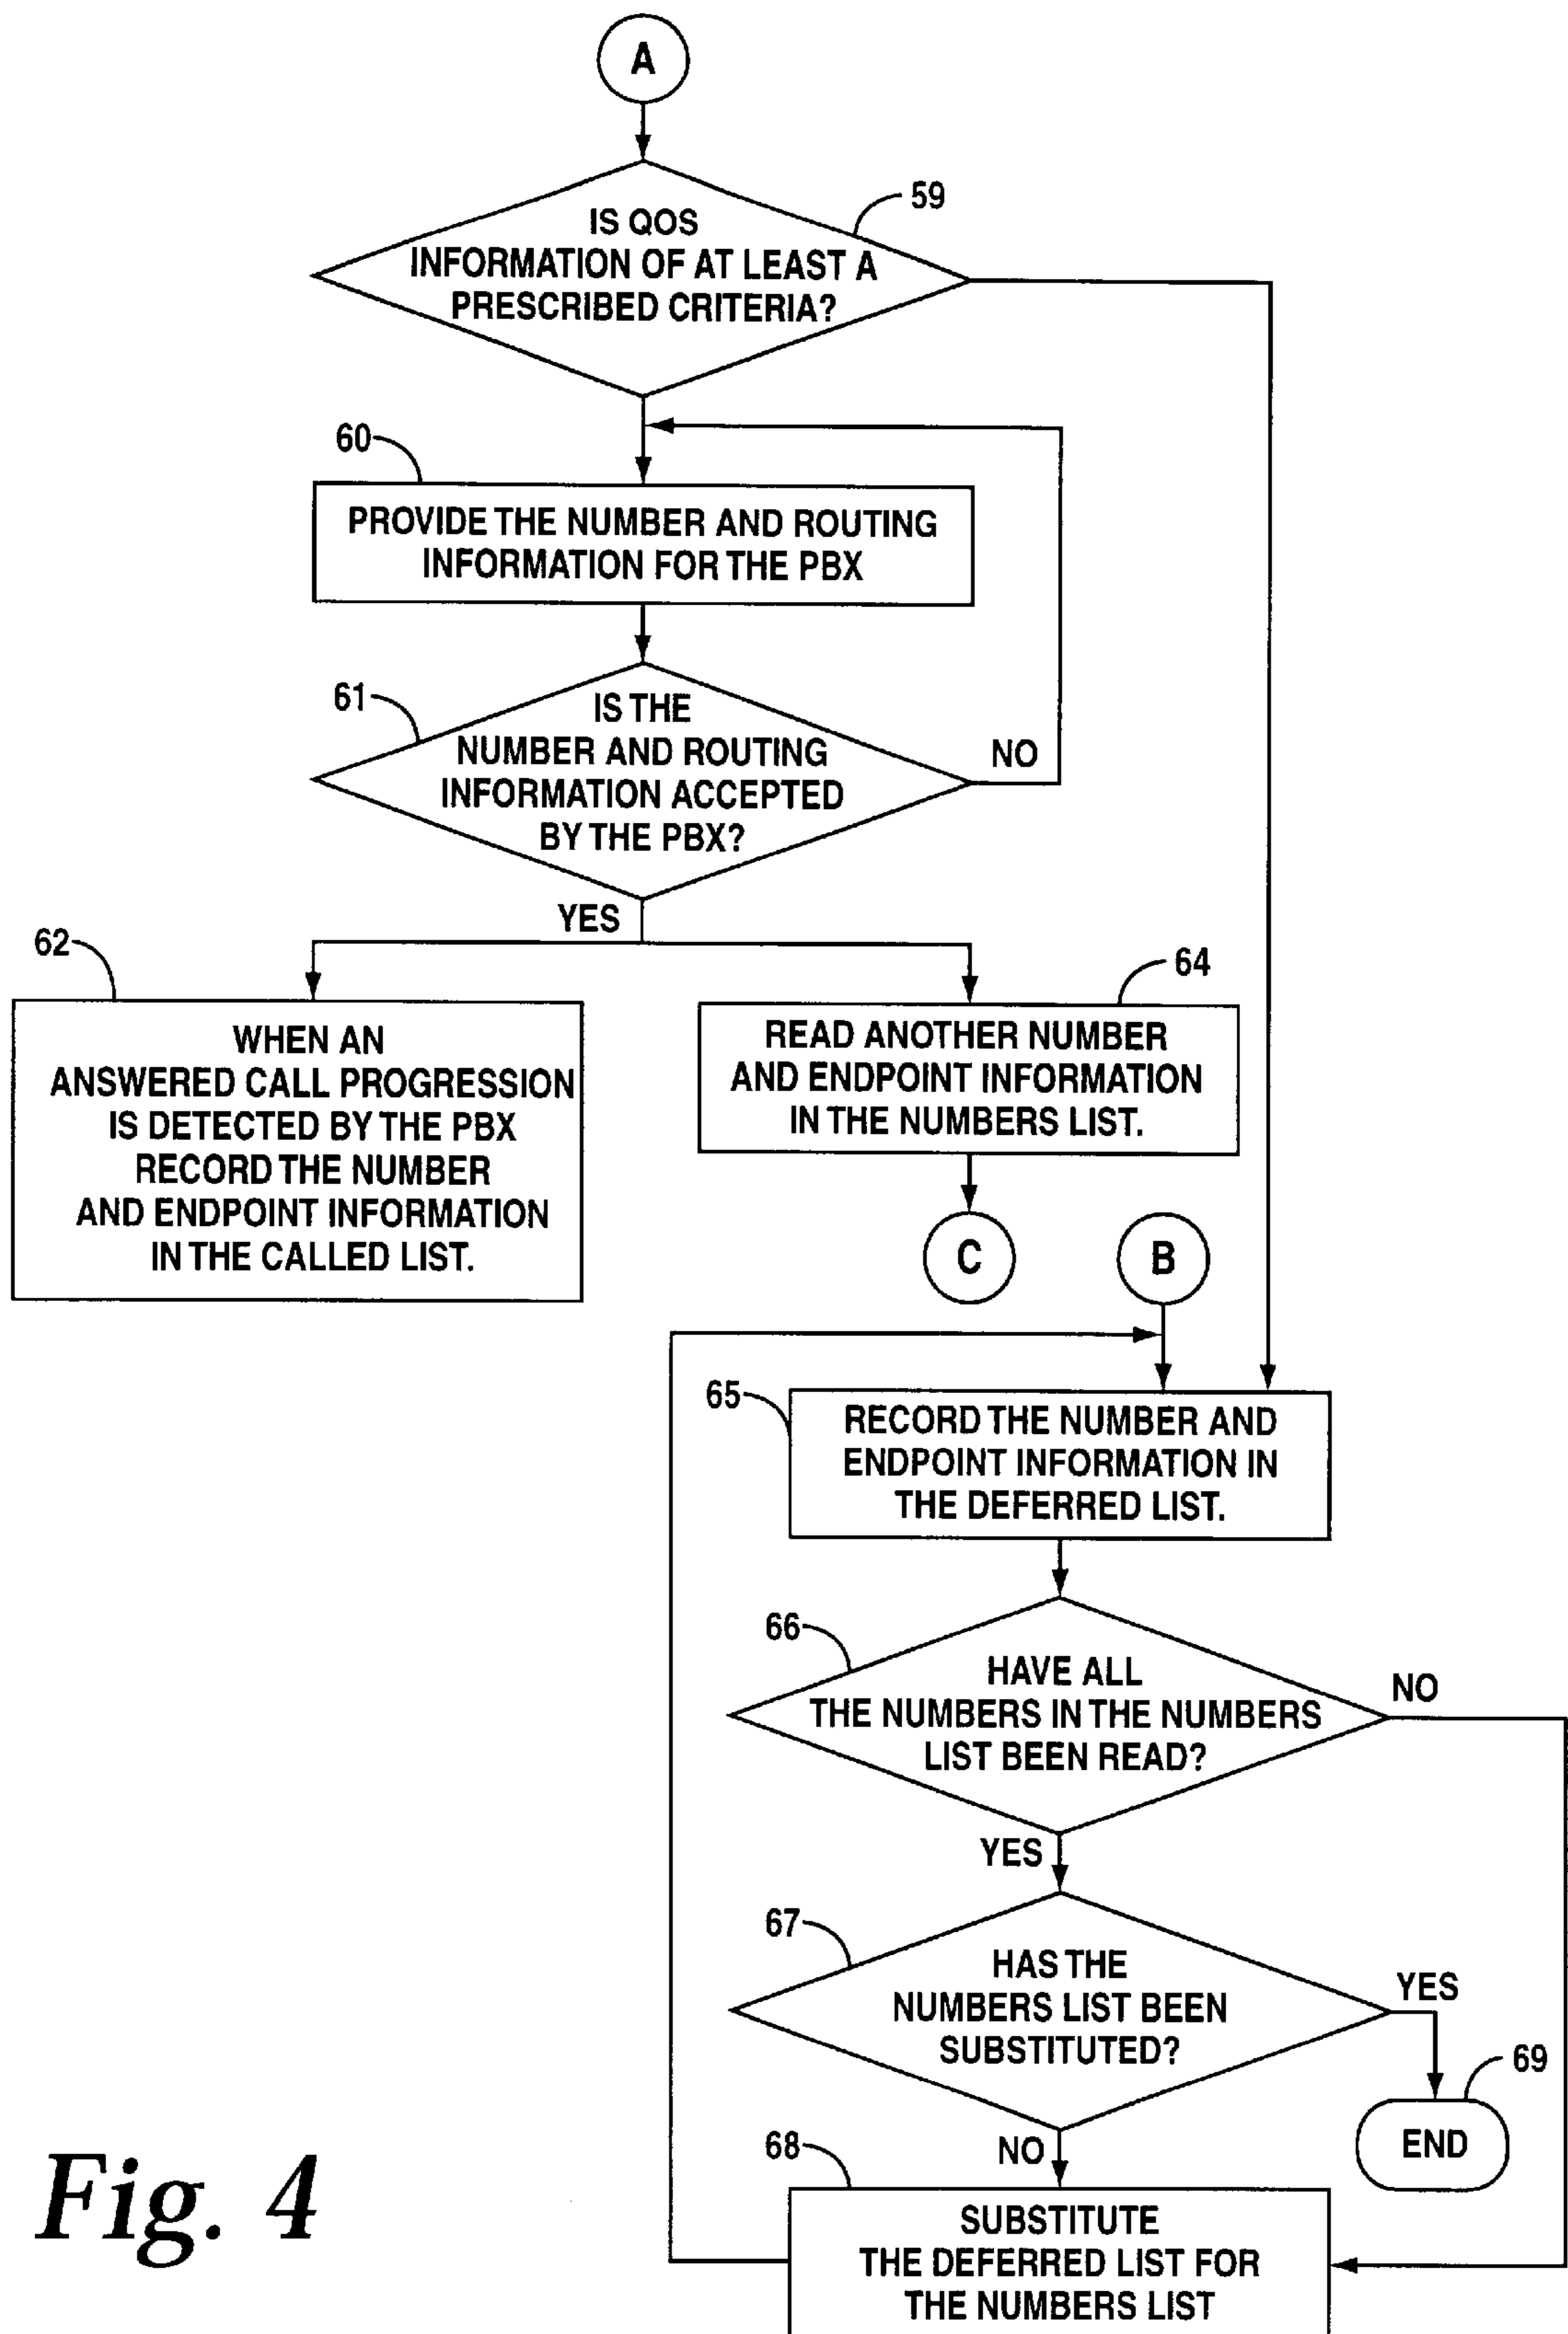 A
59
IS QOS
INFORMATION OF AT LEAST A
PRESCRIBED CRITERIA?
60
PROVIDE THE NUMBER AND ROUTING
INFORMATION FOR THE PBX
61
IS THE
NUMBER AND ROUTING
INFORMATION ACCEPTED
BY THE PBX?
NO
YES
62
WHEN AN
ANSWERED CALL PROGRESSION
IS DETECTED BY THE PBX
RECORD THE NUMBER
AND ENDPOINT INFORMATION
IN THE CALLED LIST.
64
READ ANOTHER NUMBER
AND ENDPOINT INFORMATION
IN THE NUMBERS LIST.
C
B
65
RECORD THE NUMBER AND
ENDPOINT INFORMATION IN
THE DEFERRED LIST.
66
HAVE ALL
THE NUMBERS IN THE NUMBERS
LIST BEEN READ?
NO
YES
67
HAS THE
NUMBERS LIST BEEN
SUBSTITUTED?
YES
69
END
NO
68
SUBSTITUTE
THE DEFERRED LIST FOR
THE NUMBERS LIST
Fig. 4